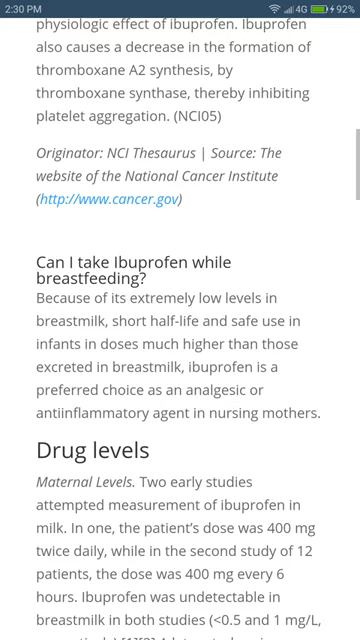 2:30 PM 4G 92%
physiologic effect of ibuprofen. Ibuprofen
also causes a decrease in the formation of
thromboxane A2 synthesis, by
thromboxane synthase, thereby inhibiting
platelet aggregation. (NCI05)
Originator: NCI Thesaurus | Source: The
website of the National Cancer Institute
(http://www.cancer.gov)
Can I take Ibuprofen while
breastfeeding?
Because of its extremely low levels in
breastmilk, short half-life and safe use in
infants in doses much higher than those
excreted in breastmilk, ibuprofen is a
preferred choice as an analgesic or
antiinflammatory agent in nursing mothers.
Drug levels
Maternal Levels. Two early studies
attempted measurement of ibuprofen in
milk. In one, the patient's dose was 400 mg
twice daily, while in the second study of 12
patients, the dose was 400 mg every 6
hours. Ibuprofen was undetectable in
breastmilk in both studies (<0.5 and 1 mg/L,